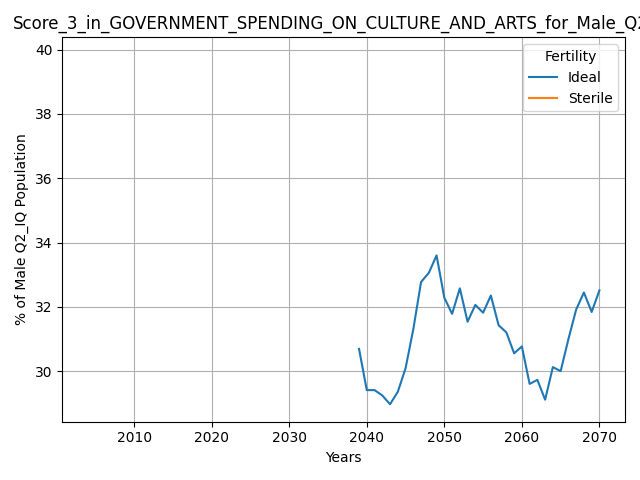 Score_3_in_GOVERNMENT_SPENDING_ON_CULTURE_AND_ARTS_for_Male_Q2
Fertility
Ideal
Sterile
40
38
36
34
32
30
% of Male Q2_IQ Population
2010 2020 2030 2040 2050 2060 2070
Years